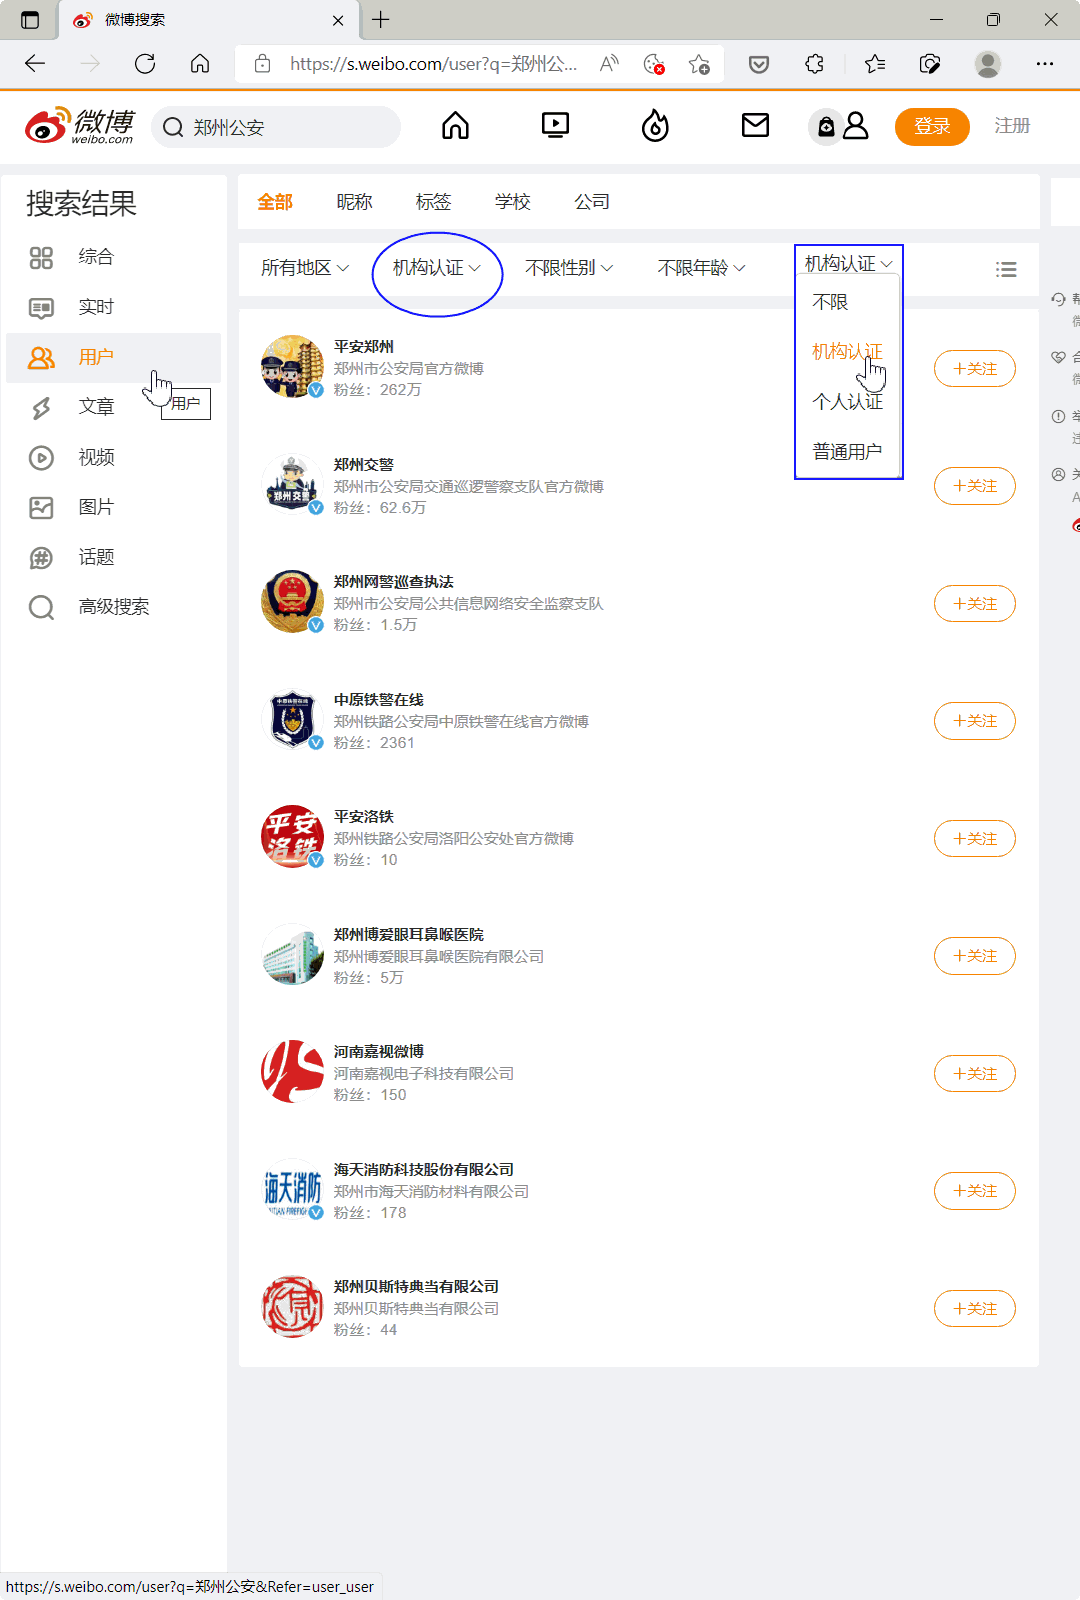 微博搜索
https://s.weibo.com/user?q=郑州公...
微博
weibo.com
郑州公安
登录
注册
搜索结果
综合
实时
用户
用户
文章
视频
图片
话题
高级搜索
全部 昵称 标签 学校 公司
所有地区 机构认证 不限性别 不限年龄
机构认证
不限
机构认证
个人认证
普通用户
平安郑州
郑州市公安局官方微博
粉丝：262万
+关注
郑州交警
郑州交警
郑州市公安局交通巡逻警察支队官方微博
粉丝：62.6万
+关注
郑州网警巡查执法
郑州市公安局公共信息网络安全监察支队
粉丝：1.5万
+关注
中原铁警在线
中原铁警在线
郑州铁路公安局中原铁警在线官方微博
粉丝：2361
+关注
平安
洛铁
平安洛铁
郑州铁路公安局洛阳公安处官方微博
粉丝：10
+关注
郑州博爱眼耳鼻喉医院
郑州博爱眼耳鼻喉医院有限公司
粉丝：5万
+关注
河南嘉视微博
河南嘉视电子科技有限公司
粉丝：150
+关注
海天消防
海天消防科技股份有限公司
郑州市海天消防材料有限公司
粉丝：178
+关注
郑州贝斯特典当有限公司
郑州贝斯特典当有限公司
粉丝：44
+关注
https://s.weibo.com/user?q=郑州公安&Refer=user_user